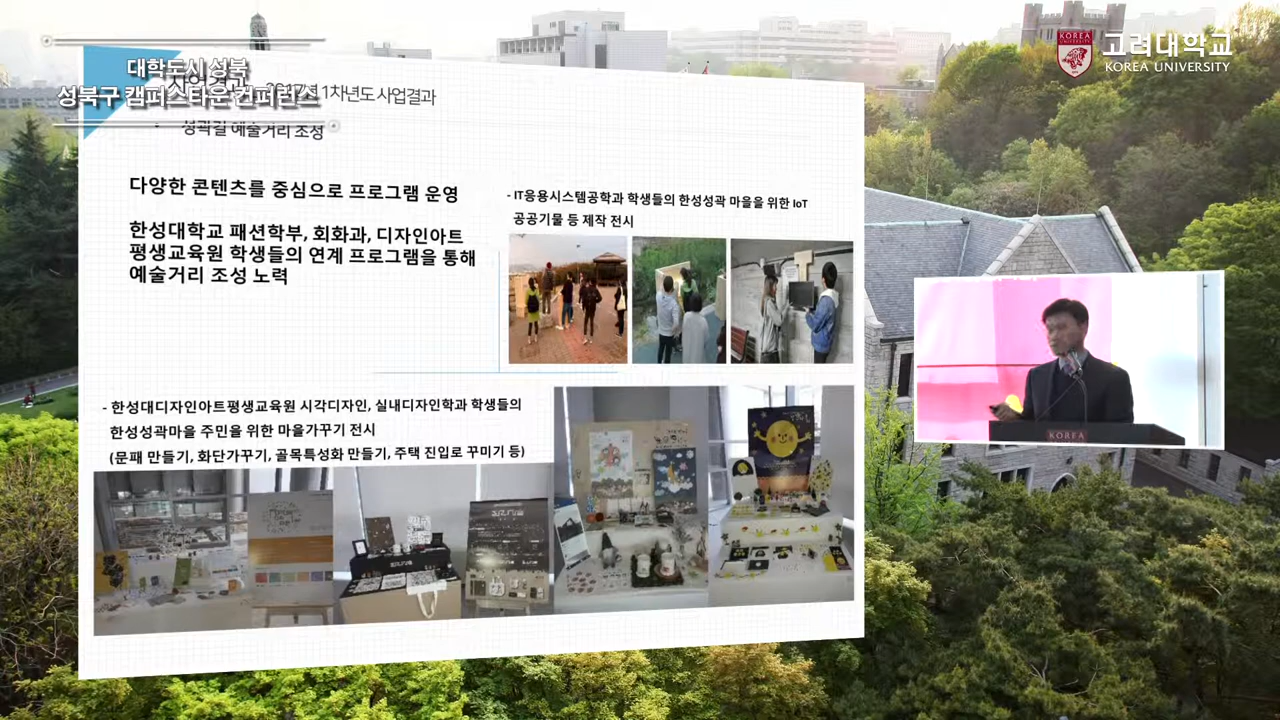 대학도시 성북
성북구 캠퍼스타운 컨퍼런스
1차년도 사업결과
성곽길 예술거리 조성
KOREA
고려대학교
KOREA UNIVERSITY
다양한 콘텐츠를 중심으로 프로그램 운영
한성대학교 패션학부, 회화과, 디자인아트
평생교육원 학생들의 연계 프로그램을 통해
예술거리 조성 노력
- IT응용시스템공학과 학생들의 한성성곽 마을을 위한 IoT
공공기물 등 제작 전시
- 한성대디자인아트평생교육원 시각디자인, 실내디자인학과 학생들의
한성성곽마을 주민을 위한 마을가꾸기 전시
(문패 만들기, 화단가꾸기, 골목특성화 만들기, 주택 진입로 꾸미기 등)
KOREA